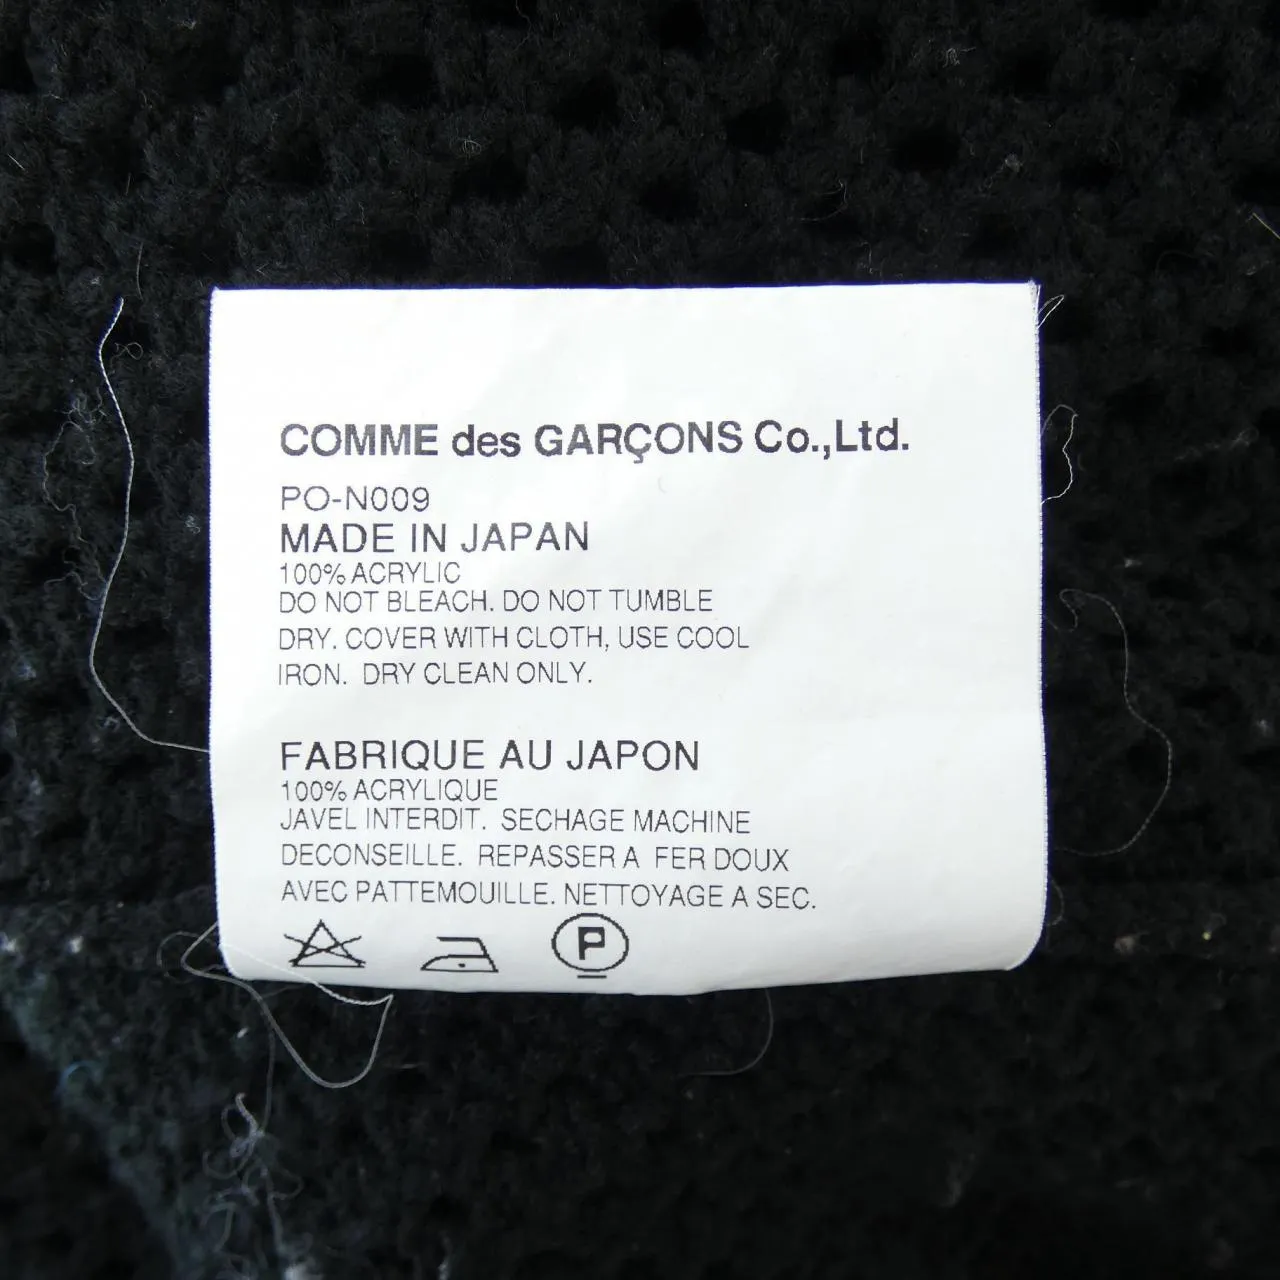 COMME des GARÇONS Co.,Ltd.
PO-N009
MADE IN JAPAN
100% ACRYLIC
DO NOT BLEACH. DO NOT TUMBLE
DRY. COVER WITH CLOTH, USE COOL
IRON. DRY CLEAN ONLY.
FABRIQUE AU JAPON
100% ACRYLIQUE
JAVEL INTERDIT. SECHAGE MACHINE
DECONSEILLE. REPASSER A FER DOUX
AVEC PATTEMOUILLE. NETTOYAGE A SEC.
P